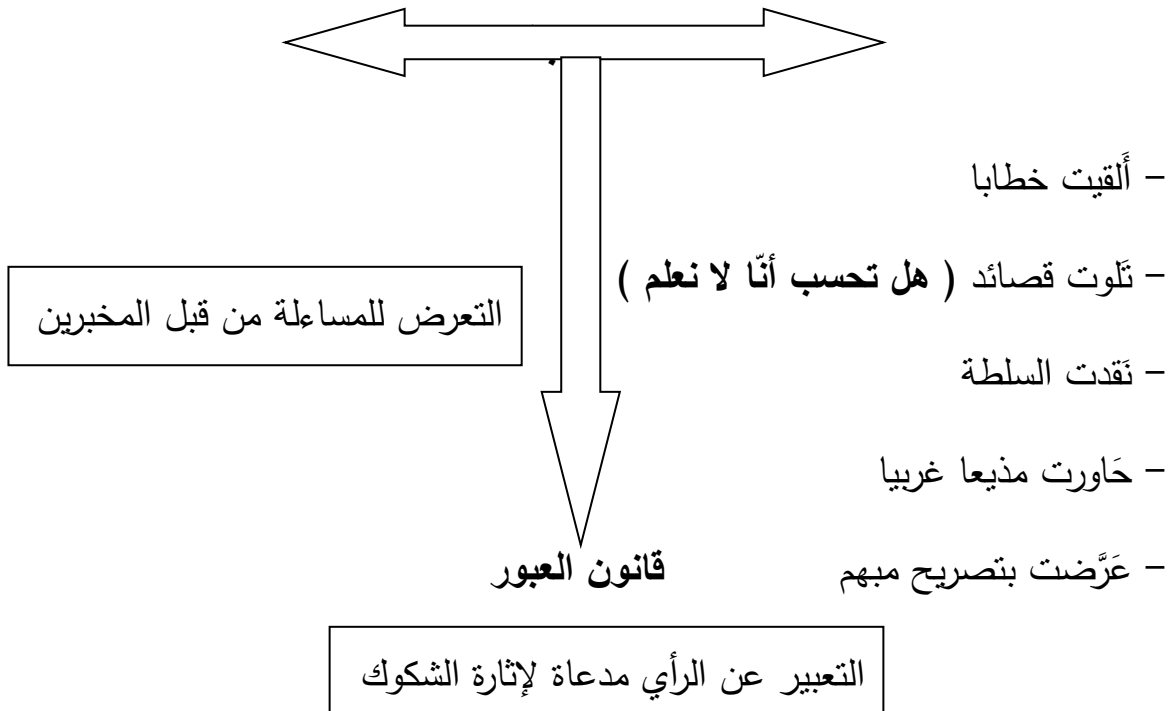 - أَلقيت خطابا
- تَلوت قصائد ( هل تحسب أنّا لا نعلم )
التعرض للمساءلة من قبل المخبرين
- نَقدت السلطة
- حَاورت مذيعا غربيا
- عَرَّضت بتصريح مبهم
قانون العبور
التعبير عن الرأي مدعاة لإثارة الشكوك